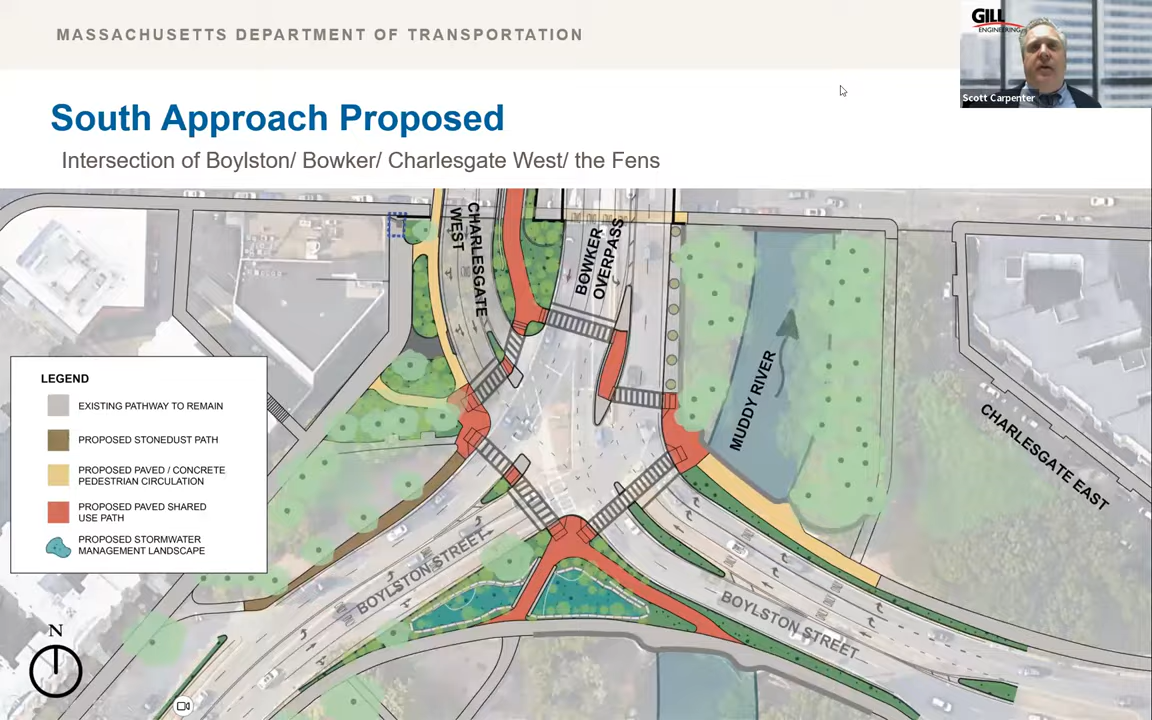 MASSACHUSETTS DEPARTMENT OF TRANSPORTATION
GILL
ENGINEERING
Scott Carpenter
South Approach Proposed
Intersection of Boylston/ Bowker/ Charlesgate West/ the Fens
CHARLESGATE
WEST
BOWKER
OVERPASS
MUDDY RIVER
CHARLESGATE EAST
LEGEND
EXISTING PATHWAY TO REMAIN
PROPOSED STONEDUST PATH
PROPOSED PAVED / CONCRETE
PEDESTRIAN CIRCULATION
PROPOSED PAVED SHARED
USE PATH
PROPOSED STORMWATER
MANAGEMENT LANDSCAPE
BOYLSTON STREET
BOYLSTON STREET
N